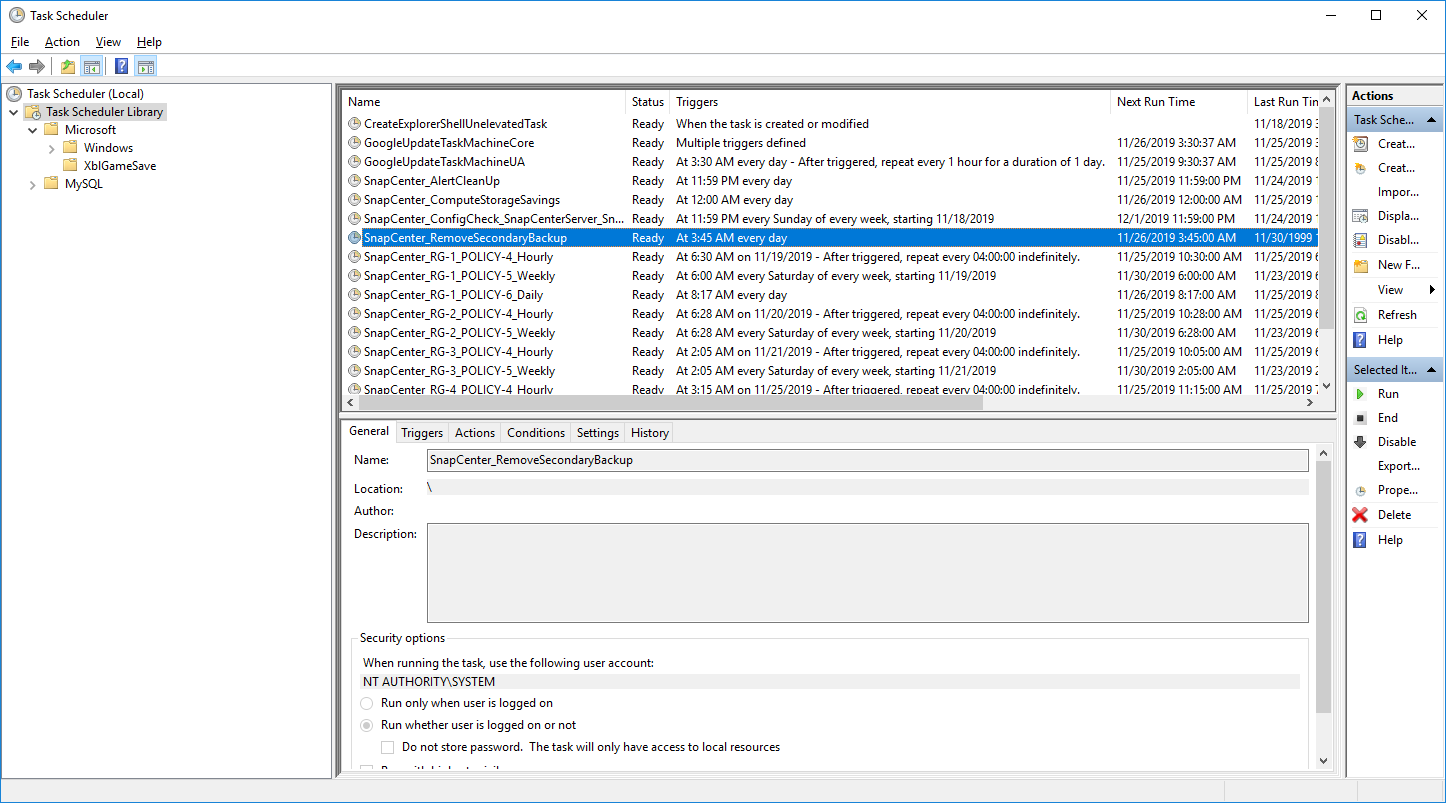 Task Scheduler
File Action View Help
Task Scheduler (Local)
Task Scheduler Library
Microsoft
Windows
XblGameSave
MySQL
Name Status Triggers Next Run Time Last Run Tin
CreateExplorerShellUnelevatedTask Ready When the task is created or modified 11/18/2019 3
GoogleUpdateTaskMachineCore Ready Multiple triggers defined 11/26/2019 3:30:37 AM 11/25/2019 3
GoogleUpdateTaskMachineUA Ready At 3:30 AM every day - After triggered, repeat every 1 hour for a duration of 1 day. 11/25/2019 9:30:37 AM 11/25/2019 8
SnapCenter_AlertCleanUp Ready At 11:59 PM every day 11/25/2019 11:59:00 PM 11/24/2019 1
SnapCenter_ComputeStorageSavings Ready At 12:00 AM every day 11/26/2019 12:00:00 AM 11/25/2019 1
SnapCenter_ConfigCheck_SnapCenterServer_Sn... Ready At 11:59 PM every Sunday of every week, starting 11/18/2019 12/1/2019 11:59:00 PM 11/24/2019 1
SnapCenter_RemoveSecondaryBackup Ready At 3:45 AM every day 11/26/2019 3:45:00 AM 11/30/1999
SnapCenter_RG-1_POLICY-4_Hourly Ready At 6:30 AM on 11/19/2019 - After triggered, repeat every 04:00:00 indefinitely. 11/25/2019 10:30:00 AM 11/25/2019 6
SnapCenter_RG-1_POLICY-5_Weekly Ready At 6:00 AM every Saturday of every week, starting 11/19/2019 11/30/2019 6:00:00 AM 11/23/2019 6
SnapCenter_RG-1_POLICY-6_Daily Ready At 8:17 AM every day 11/26/2019 8:17:00 AM 11/25/2019 8
SnapCenter_RG-2_POLICY-4_Hourly Ready At 6:28 AM on 11/20/2019 - After triggered, repeat every 04:00:00 indefinitely. 11/25/2019 10:28:00 AM 11/25/2019 6
SnapCenter_RG-2_POLICY-5_Weekly Ready At 6:28 AM every Saturday of every week, starting 11/20/2019 11/30/2019 6:28:00 AM 11/23/2019 6
SnapCenter_RG-3_POLICY-4_Hourly Ready At 2:05 AM on 11/21/2019 - After triggered, repeat every 04:00:00 indefinitely. 11/25/2019 10:05:00 AM 11/25/2019 6
SnapCenter_RG-3_POLICY-5_Weekly Ready At 2:05 AM every Saturday of every week, starting 11/21/2019 11/30/2019 2:05:00 AM 11/23/2019 2
SnapCenter_RG-4_POLICY-4_Hourly Ready At 3:15 AM on 11/25/2019 - After triggered, repeat every 04:00:00 indefinitely. 11/25/2019 11:15:00 AM 11/25/2019 7
General Triggers Actions Conditions Settings History
Name: SnapCenter_RemoveSecondaryBackup
Location: \
Author:
Description:
Security options
When running the task, use the following user account:
NT AUTHORITY\SYSTEM
Run only when user is logged on
Run whether user is logged on or not
Do not store password. The task will only have access to local resources
Actions
Task Sche...
Creat...
Creat...
Impor...
Displa...
Disabl...
New F...
View
Refresh
Help
Selected It...
Run
End
Disable
Export...
Prope...
Delete
Help